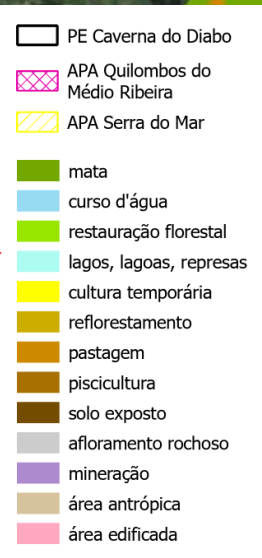 PE Caverna do Diabo
APA Quilombos do
Médio Ribeira
APA Serra do Mar
mata
curso d'água
restauração florestal
lagos, lagoas, represas
cultura temporária
reflorestamento
pastagem
piscicultura
solo exposto
afloramento rochoso
mineração
área antrópica
área edificada